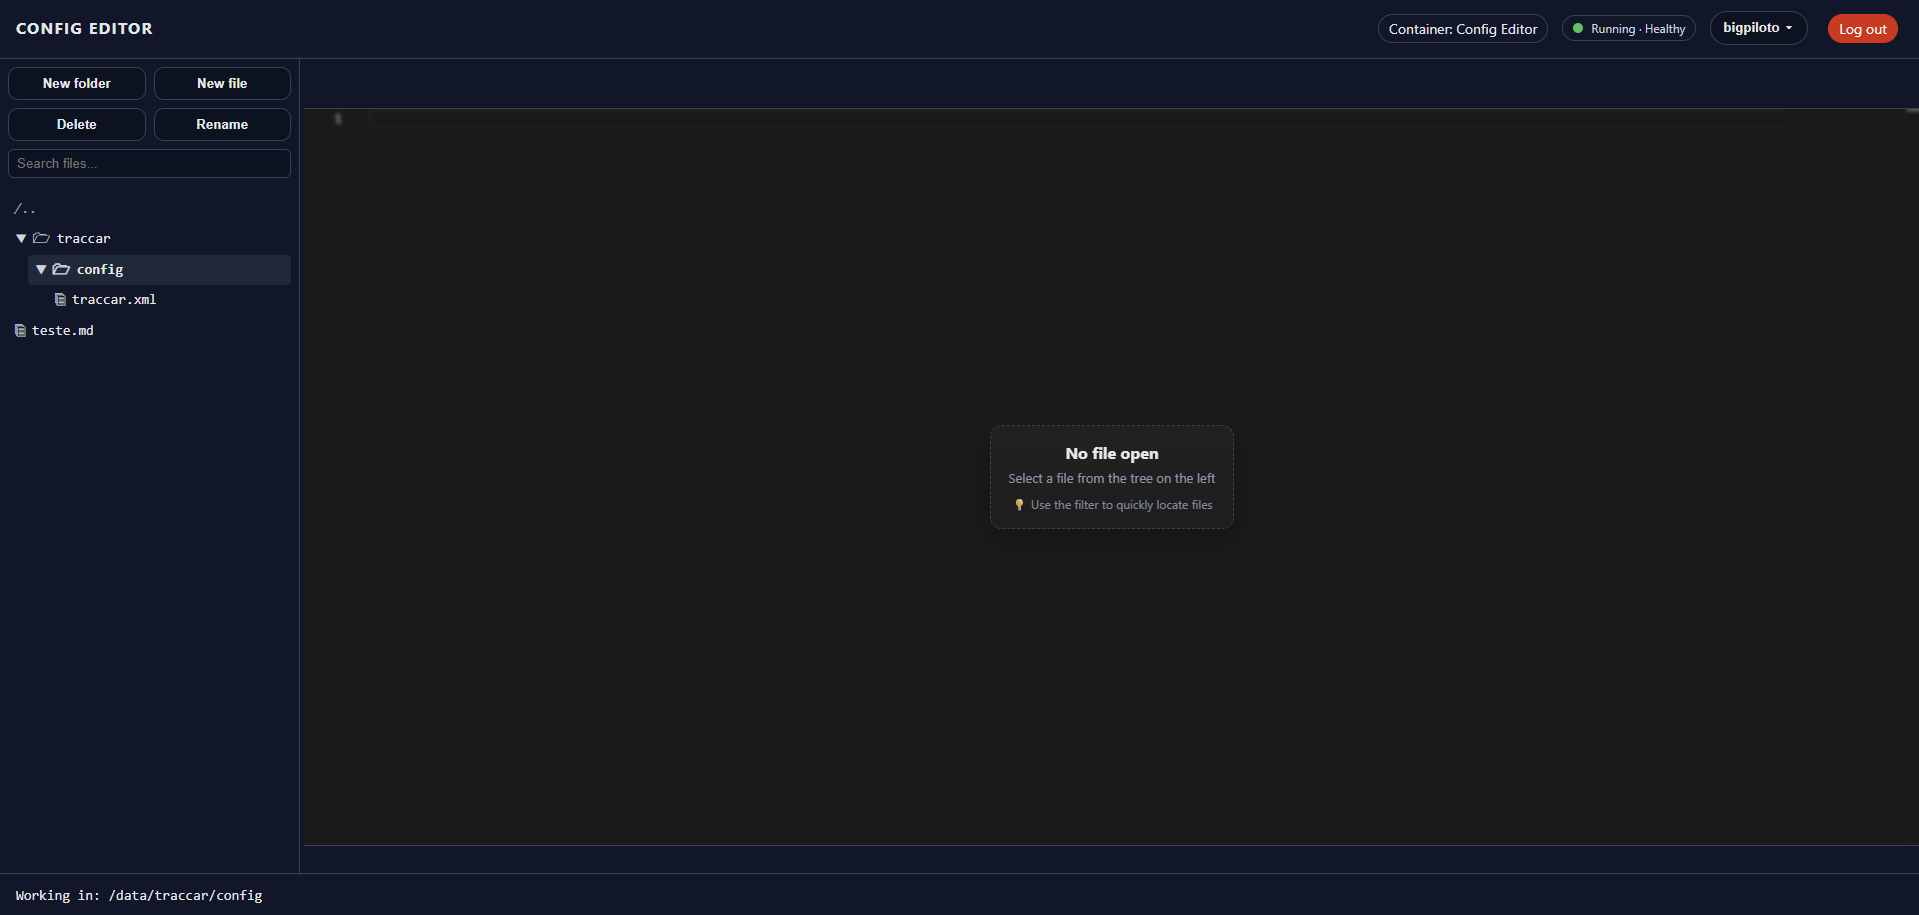 CONFIG EDITOR
Container: Config Editor
Running · Healthy
bigpiloto
Log out
New folder
New file
Delete
Rename
Search files...
/..
traccar
config
traccar.xml
teste.md
1
No file open
Select a file from the tree on the left
Use the filter to quickly locate files
Working in: /data/traccar/config